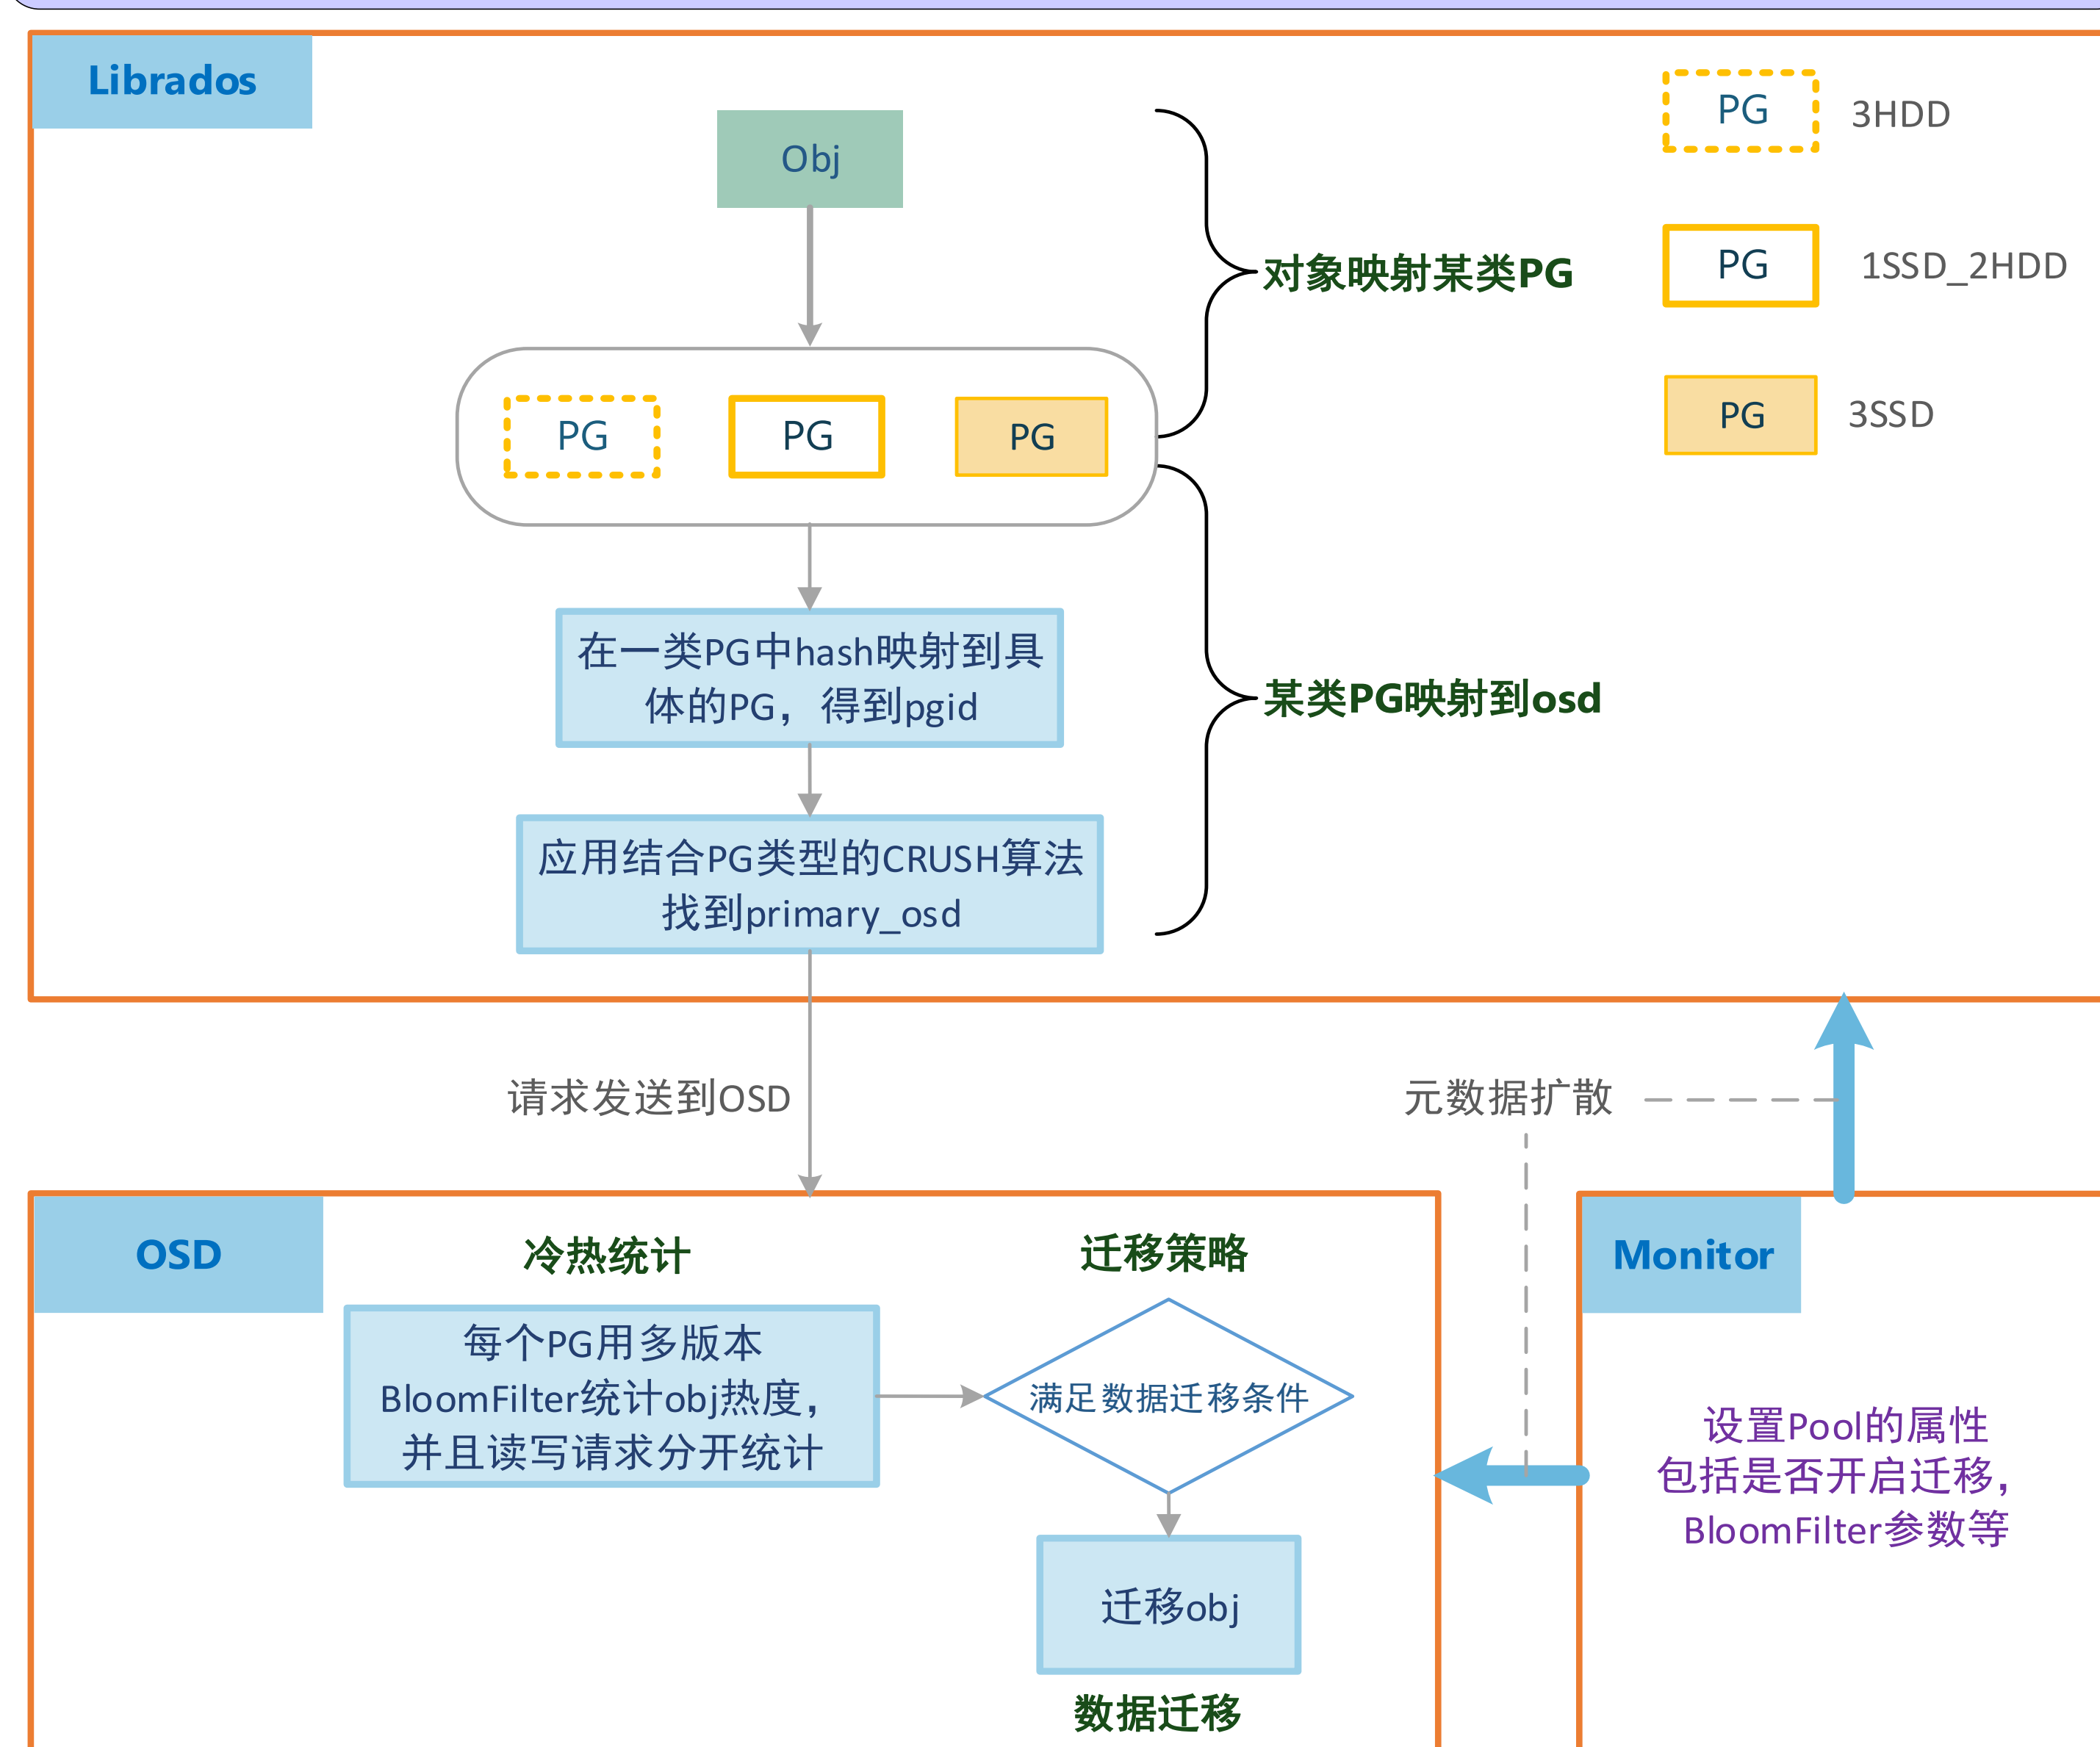 Librados
Obj
PG
3HDD
PG
1SSD_2HDD
PG
3SSD
对象映射某类PG
PG
PG
PG
在一类PG中hash映射到具
体的PG，得到pgid
某类PG映射到osd
应用结合PG类型的CRUSH算法
找到primary_osd
请求发送到OSD
元数据扩散
OSD
冷热统计
迁移策略
每个PG用多版本
BloomFilter统计obj热度，
并且读写请求分开统计
满足数据迁移条件
迁移obj
数据迁移
Monitor
设置Pool的属性
包括是否开启迁移，
BloomFilter参数等